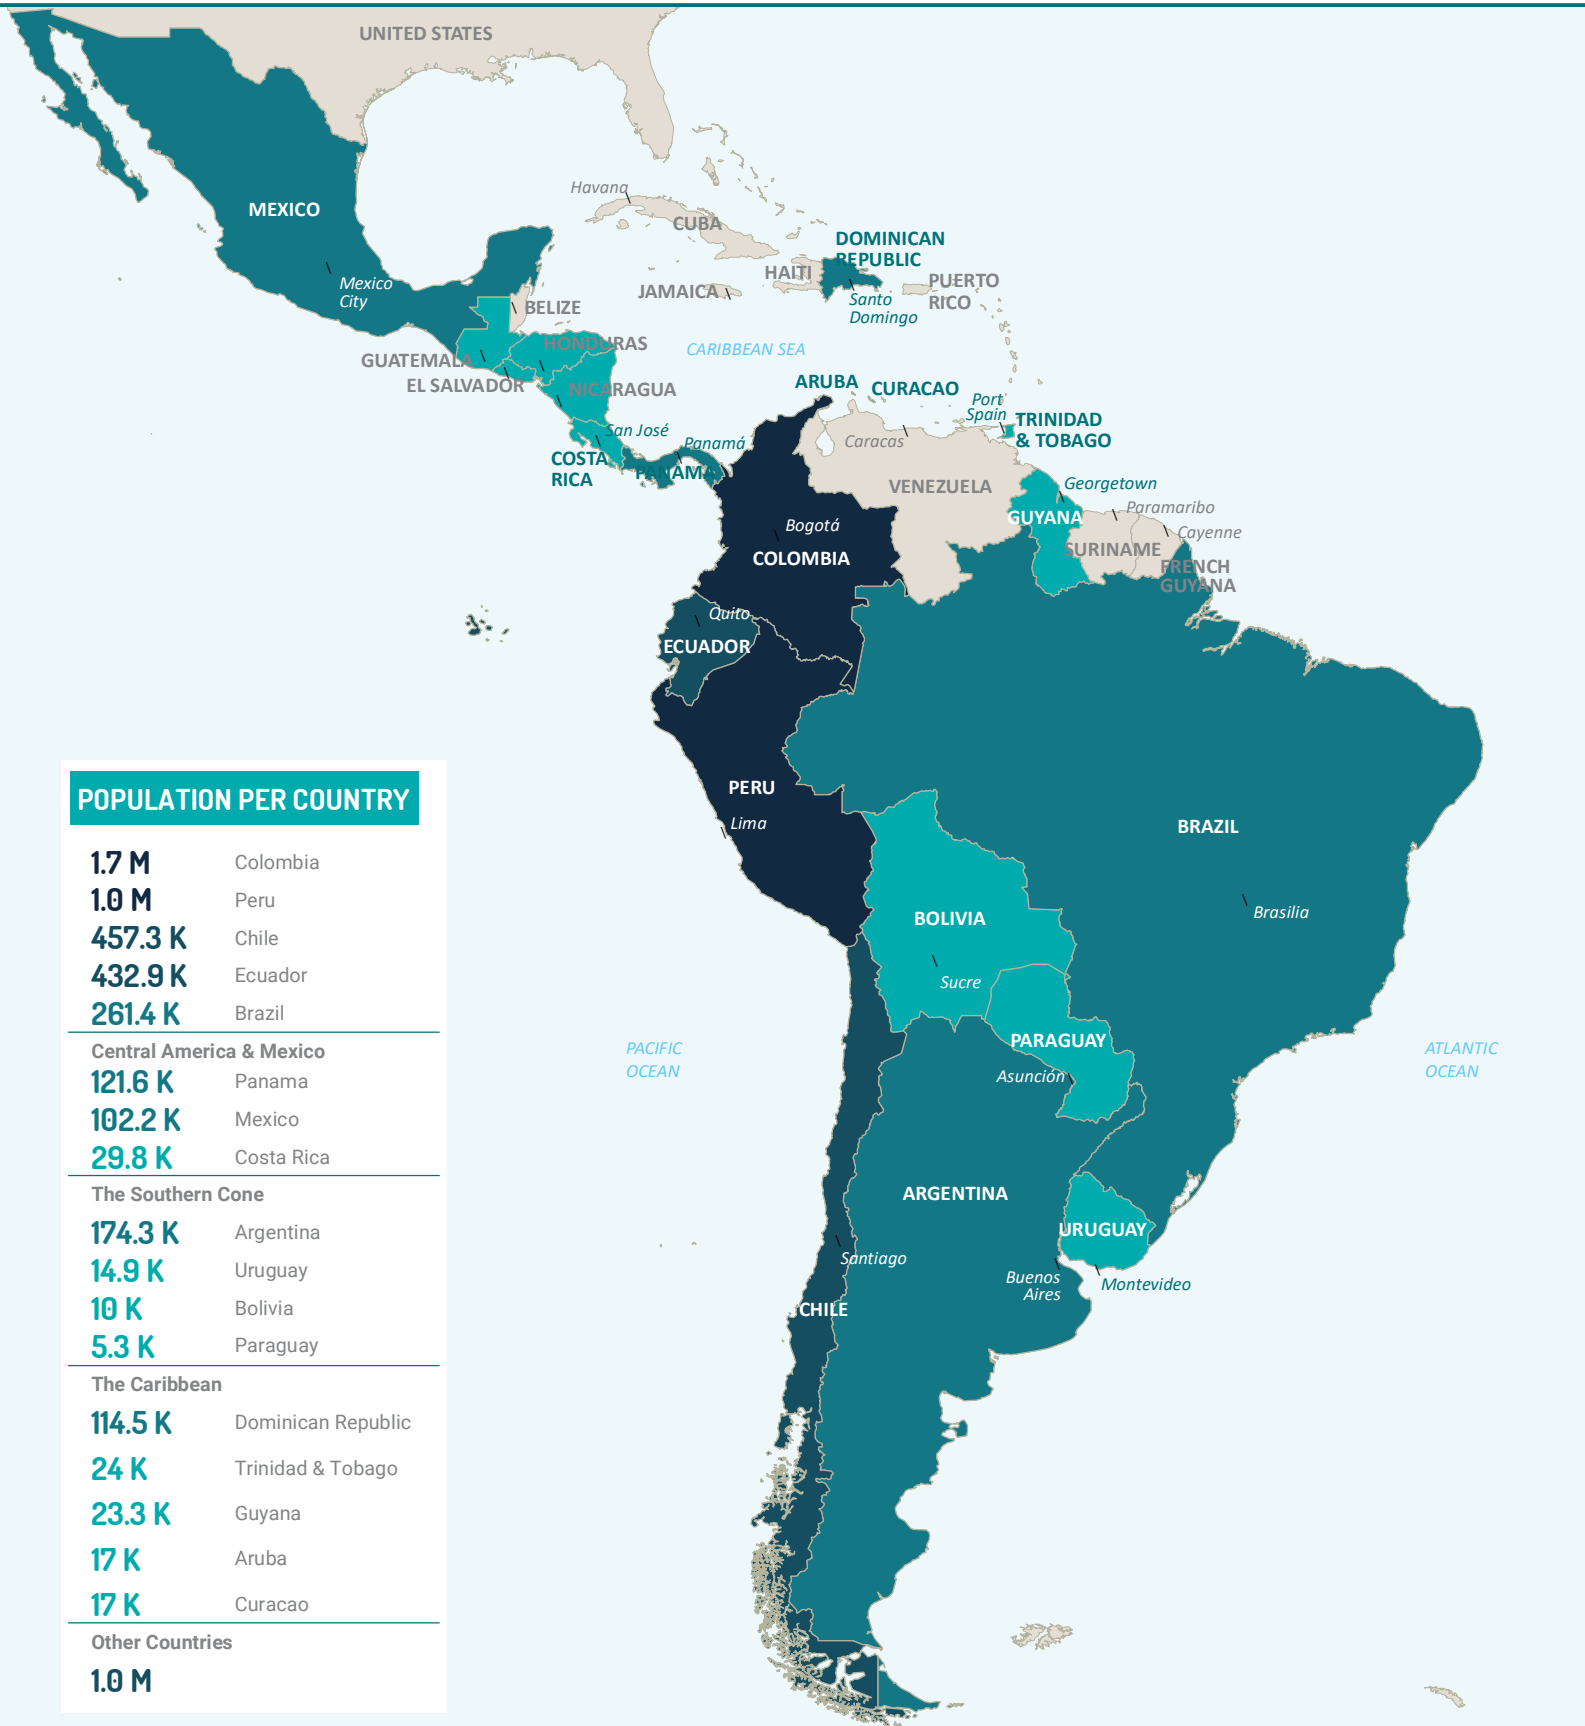 UNITED STATES
MEXICO
Mexico
City
Havana
CUBA
DOMINICAN
REPUBLIC
HAITI
JAMAICA
PUERTO
RICO
Santo
Domingo
BELIZE
HONDURAS
GUATEMALA
EL SALVADOR
NICARAGUA
CARIBBEAN SEA
ARUBA
CURACAO
Port
Spain
TRINIDAD
& TOBAGO
San José
Panamá
COSTA
RICA
PANAMA
Caracas
VENEZUELA
Georgetown
GUYANA
Paramaribo
Cayenne
SURINAME
FRENCH
GUYANA
Bogotá
COLOMBIA
Quito
ECUADOR
PERU
Lima
BRAZIL
Brasilia
BOLIVIA
Sucre
PARAGUAY
Asunción
PACIFIC
OCEAN
ATLANTIC
OCEAN
ARGENTINA
URUGUAY
Santiago
Buenos
Aires
Montevideo
CHILE
POPULATION PER COUNTRY
1.7 M Colombia
1.0 M Peru
457.3 K Chile
432.9 K Ecuador
261.4 K Brazil
Central America & Mexico
121.6 K Panama
102.2 K Mexico
29.8 K Costa Rica
The Southern Cone
174.3 K Argentina
14.9 K Uruguay
10 K Bolivia
5.3 K Paraguay
The Caribbean
114.5 K Dominican Republic
24 K Trinidad & Tobago
23.3 K Guyana
17 K Aruba
17 K Curacao
Other Countries
1.0 M